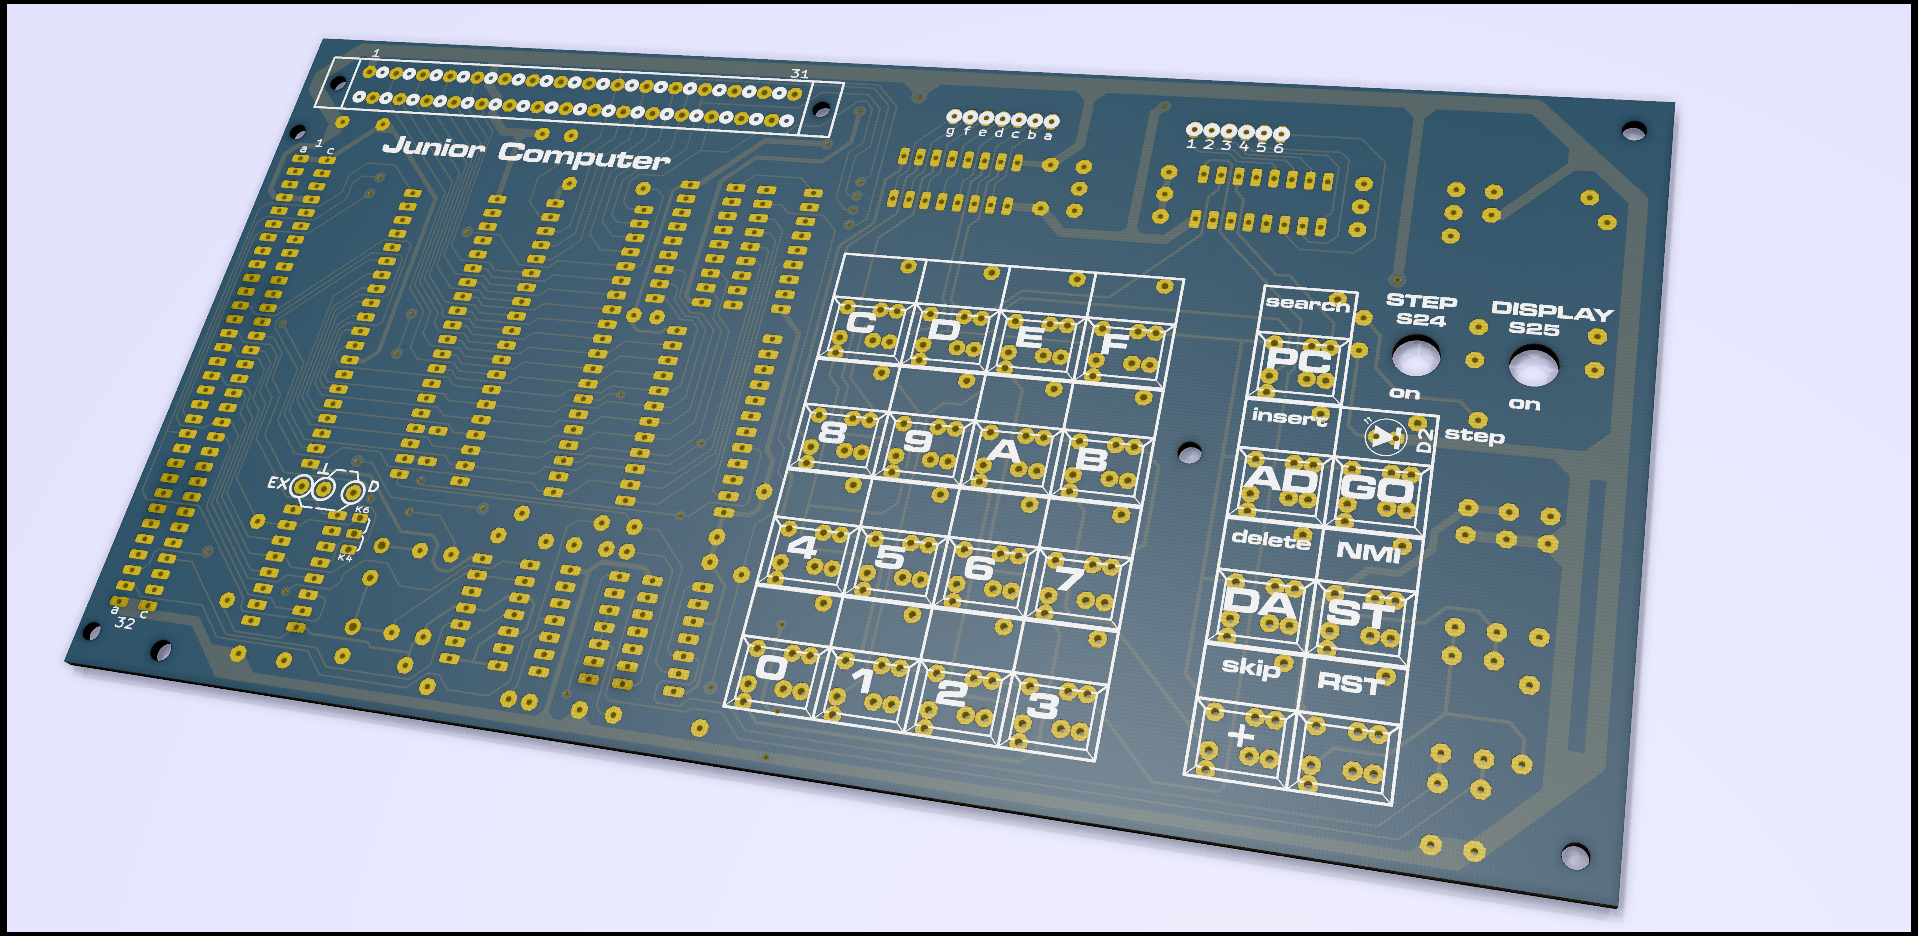 1
31
Junior Computer
a 1 c
g f e d c b a
1 2 3 4 5 6
search
STEP
S24
DISPLAY
S25
C D E F
PC
on
on
insert
D2
step
8 9 A B
AD GO
EX
D
K6
K4
delete
NMI
4 5 6 7
DA ST
a
32
c
skip
RST
0 1 2 3
+